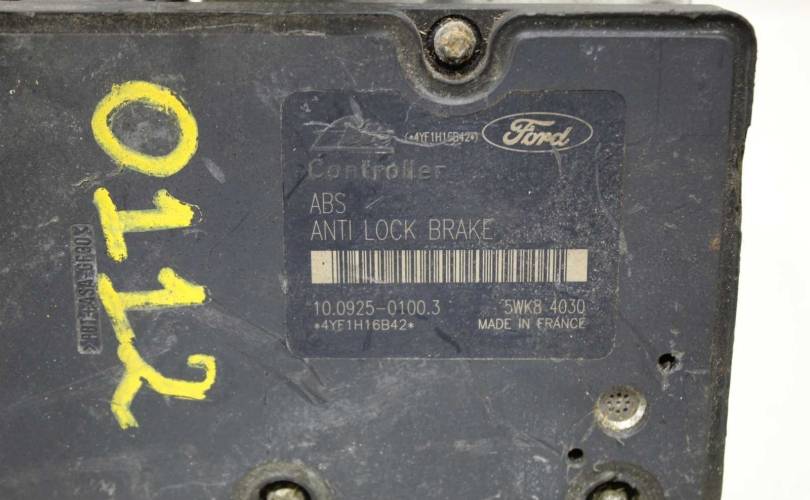 0112
(*4YF1H16B42*) Ford
Controller
ABS
ANTI LOCK BRAKE
10.0925-0100.3 5WK8 4030
*4YF1H16B42* MADE IN FRANCE